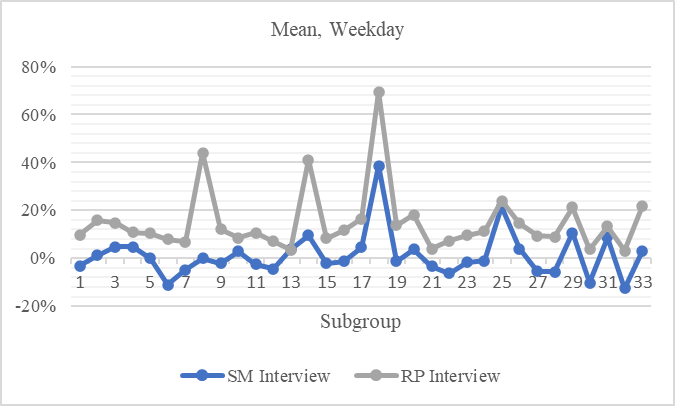 Mean, Weekday
80%
60%
40%
20%
0%
-20%
1 3 5 7 9 11 13 15 17 19 21 23 25 27 29 31 33
Subgroup
SM Interview RP Interview